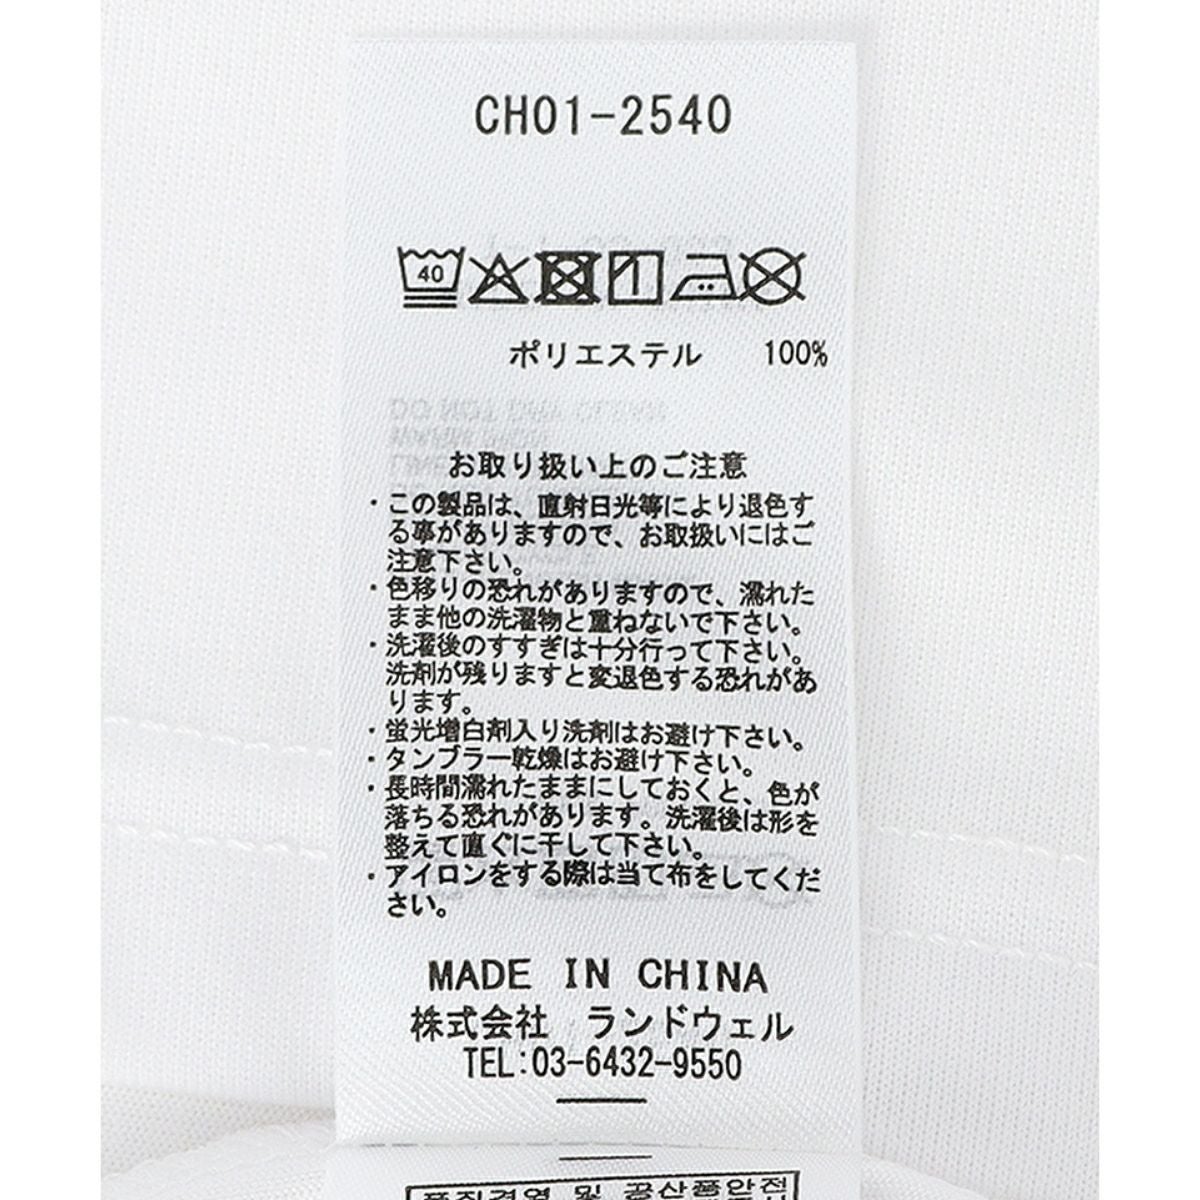 CH01-2540
40
ポリエステル 100%
お取り扱い上のご注意
・この製品は、直射日光等により退色す
る事がありますので、お取扱いにはご
注意下さい。
・色移りの恐れがありますので、濡れた
まま他の洗濯物と重ねないで下さい。
・洗濯後のすすぎは十分行って下さい。
洗剤が残りますと変退色する恐れがあ
ります。
・蛍光増白剤入り洗剤はお避け下さい。
・タンブラー乾燥はお避け下さい。
・長時間濡れたままにしておくと、色が
落ちる恐れがあります。洗濯後は形を
整えて直ぐに干して下さい。
・アイロンをする際は当て布をしてくだ
さい。
MADE IN CHINA
株式会社 ランドウェル
TEL:03-6432-9550
품질경영 및 공산품안전